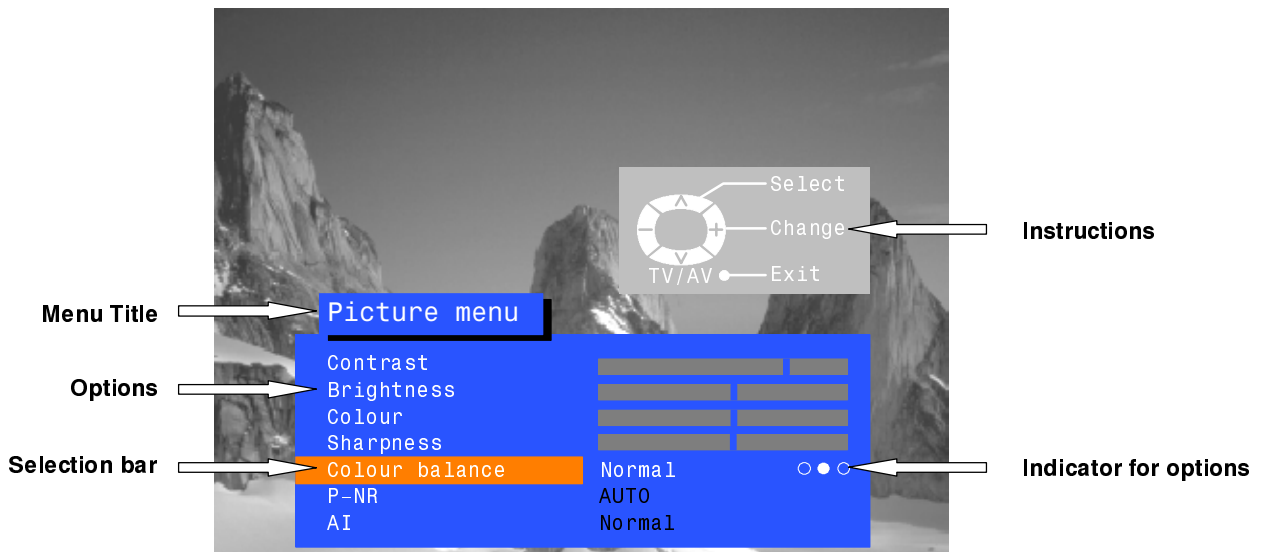 Select
Change
Instructions
TV/AV Exit
Menu Title
Picture menu
Contrast
Options
Brightness
Colour
Sharpness
Selection bar
Colour balance Normal
Indicator for options
P-NR AUTO
AI Normal